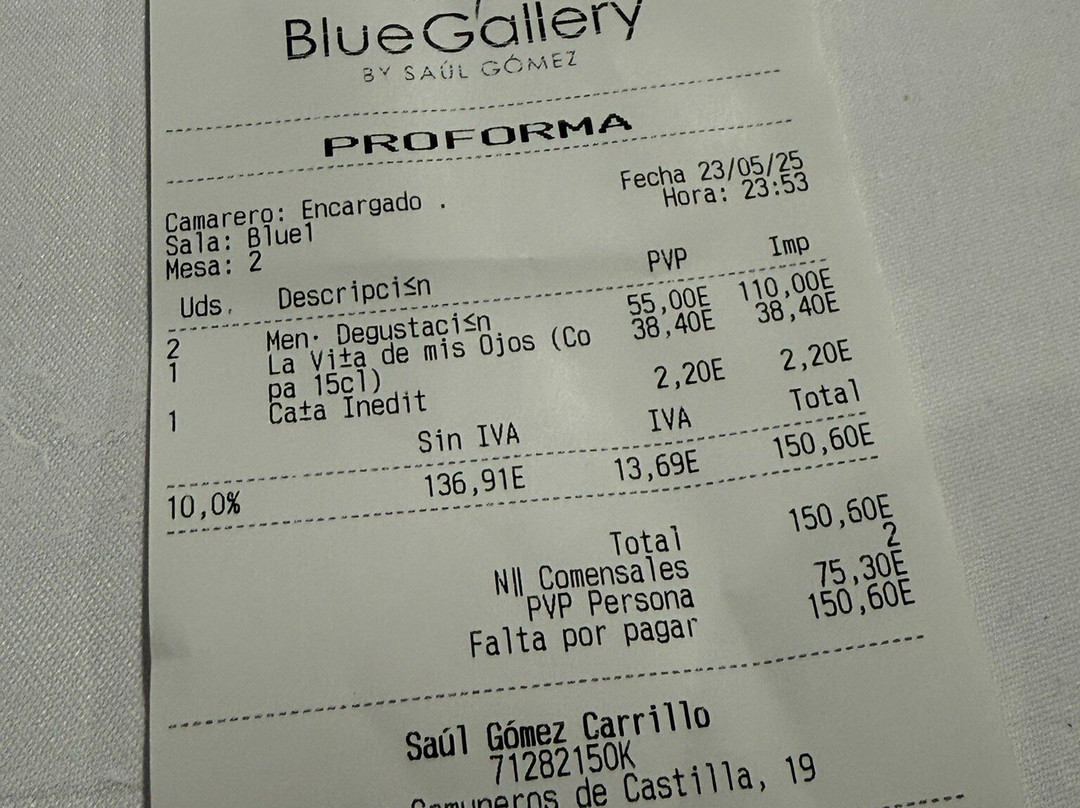 BlueGallery
BY SAÚL GÓMEZ
PROFORMA
Fecha 23/05/25
Hora: 23:53
Camarero: Encargado .
Sala: Blue1
Mesa: 2
Uds. Descripci≤n PVP Imp
2 Men· Degustaci≤n 55,00E 110,00E
1 La Vi±a de mis Ojos (Co 38,40E 38,40E
pa 15cl)
1 Ca±a Inedit 2,20E 2,20E
Sin IVA IVA Total
10,0% 136,91E 13,69E 150,60E
Total 150,60E
N║ Comensales 2
PVP Persona 75,30E
Falta por pagar 150,60E
Saúl Gómez Carrillo
71282150K
Comuneros de Castilla, 19